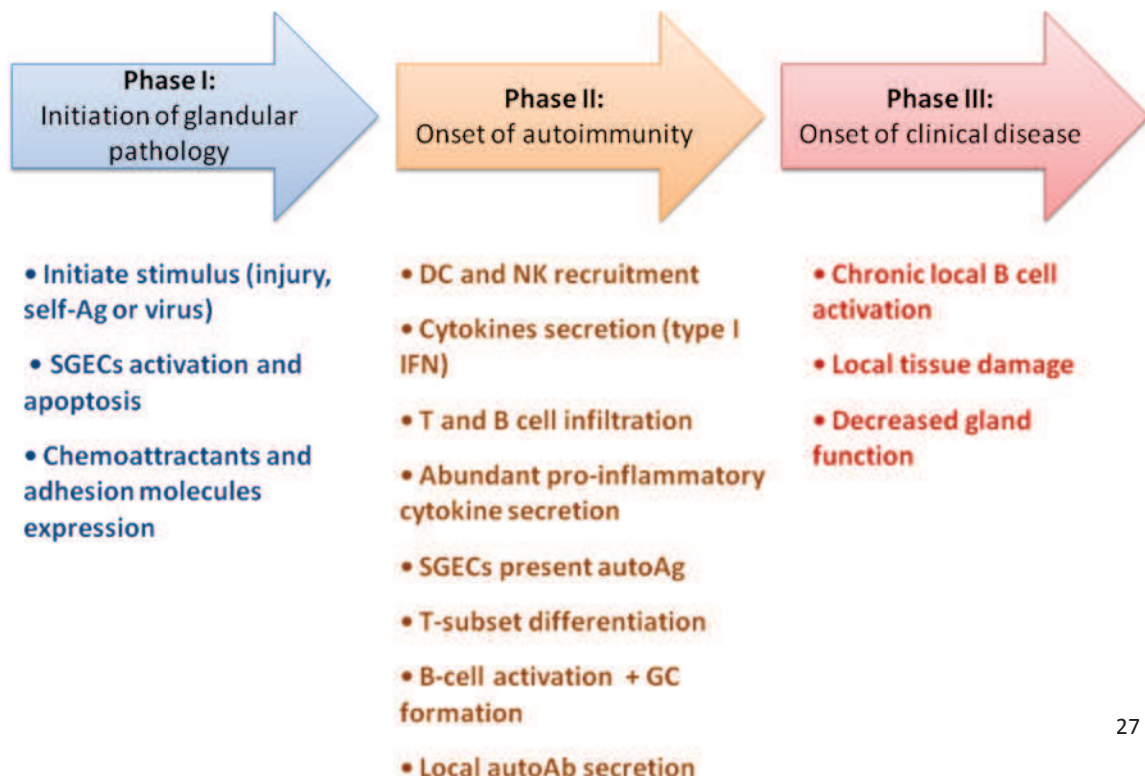 Phase I:
Initiation of glandular
pathology
Phase II:
Onset of autoimmunity
Phase III:
Onset of clinical disease
• Initiate stimulus (injury,
self-Ag or virus)
• SGECs activation and
apoptosis
• Chemoattractants and
adhesion molecules
expression
• DC and NK recruitment
• Cytokines secretion (type I
IFN)
• T and B cell infiltration
• Abundant pro-inflammatory
cytokine secretion
• SGECs present autoAg
• T-subset differentiation
• B-cell activation + GC
formation
• Local autoAb secretion
• Chronic local B cell
activation
• Local tissue damage
• Decreased gland
function
27